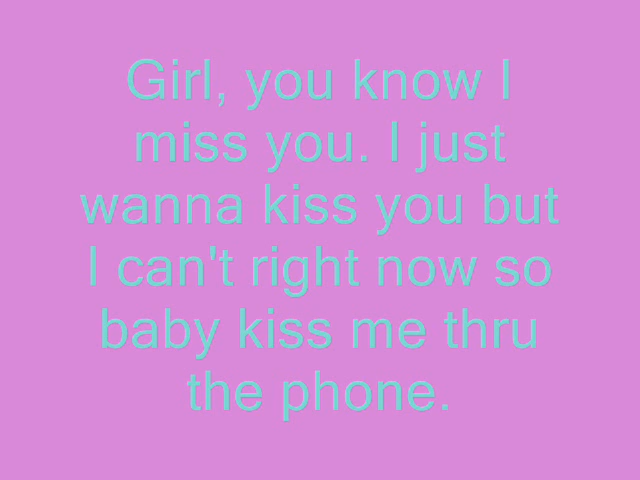 Girl, you know I
miss you. I just
wanna kiss you but
I can't right now so
baby kiss me thru
the phone.